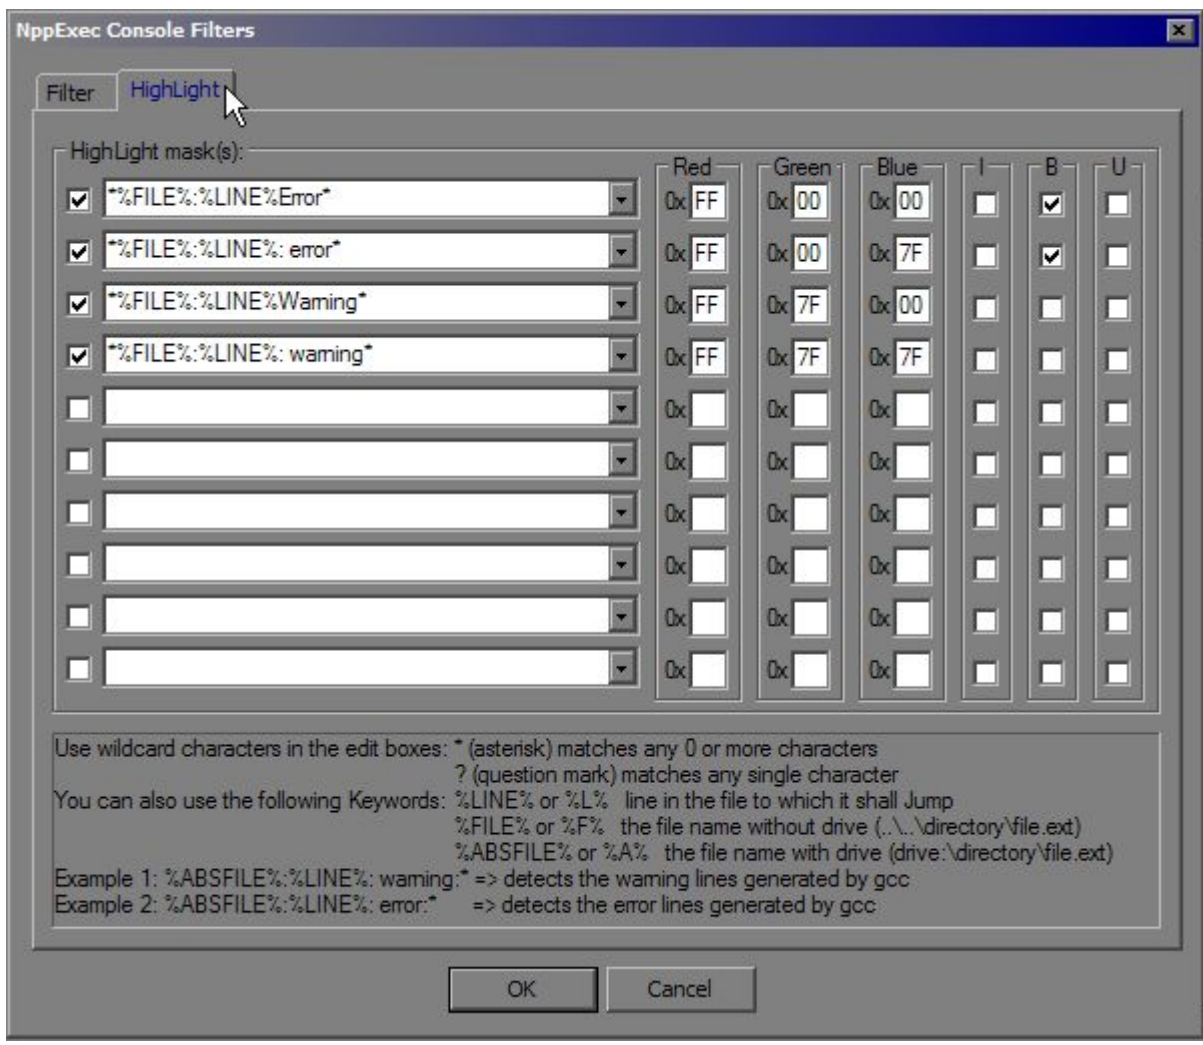 NppExec Console Filters
Filter HighLight
HighLight mask(s): Red Green Blue I B U
*%FILE%:%LINE%Error* 0x FF 0x 00 0x 00
*%FILE%:%LINE%: error* 0x FF 0x 00 0x 7F
*%FILE%:%LINE%Warning* 0x FF 0x 7F 0x 00
*%FILE%:%LINE%: warning* 0x FF 0x 7F 0x 7F
0x 0x 0x
0x 0x 0x
0x 0x 0x
0x 0x 0x
0x 0x 0x
0x 0x 0x
Use wildcard characters in the edit boxes: * (asterisk) matches any 0 or more characters
? (question mark) matches any single character
You can also use the following Keywords: %LINE% or %L% line in the file to which it shall Jump
%FILE% or %F% the file name without drive (..\..\directory\file.ext)
%ABSFILE% or %A% the file name with drive (drive:\directory\file.ext)
Example 1: %ABSFILE%:%LINE%: warning:* => detects the warning lines generated by gcc
Example 2: %ABSFILE%:%LINE%: error:* => detects the error lines generated by gcc
OK Cancel